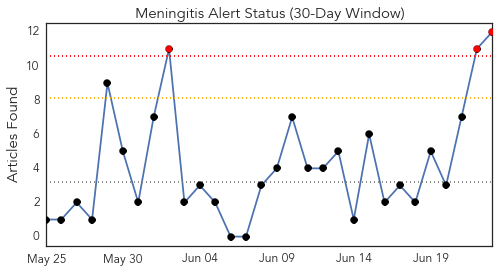 Meningitis Alert Status (30-Day Window)
Articles Found
12
10
8
6
4
2
0
May 25
May 30
Jun 04
Jun 09
Jun 14
Jun 19